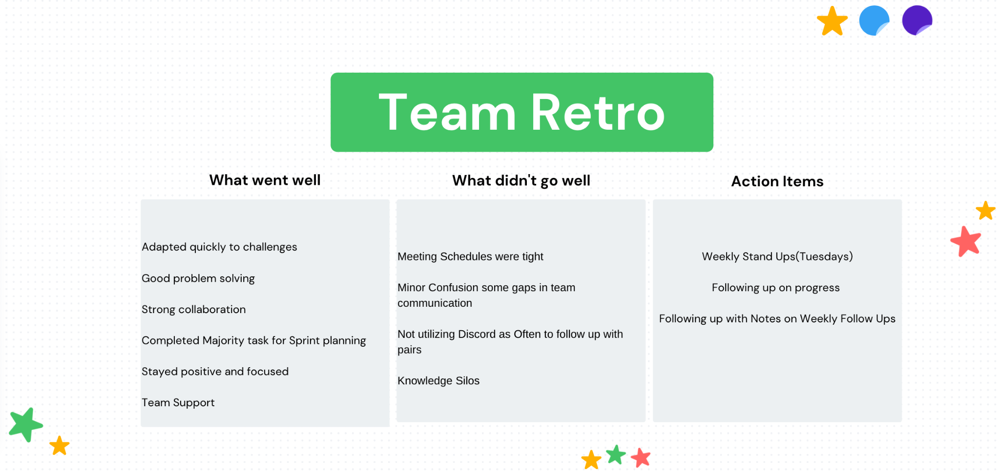 Team Retro
What went well
Adapted quickly to challenges
Good problem solving
Strong collaboration
Completed Majority task for Sprint planning
Stayed positive and focused
Team Support
What didn't go well
Meeting Schedules were tight
Minor Confusion some gaps in team
communication
Not utilizing Discord as Often to follow up with
pairs
Knowledge Silos
Action Items
Weekly Stand Ups(Tuesdays)
Following up on progress
Following up with Notes on Weekly Follow Ups